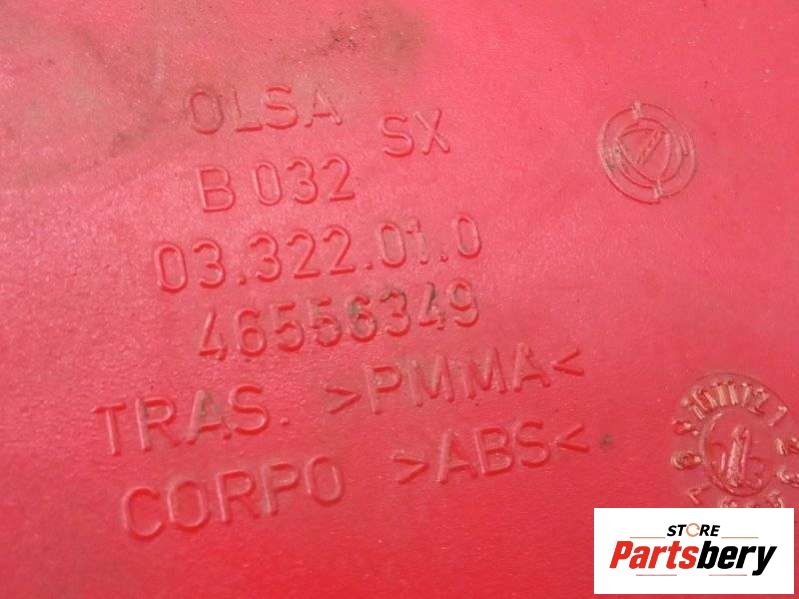 OLSA SX
B 032
03.322.01.0
46556349
TRAS. >PMMA<
CORPO >ABS<
STORE
Partsbery